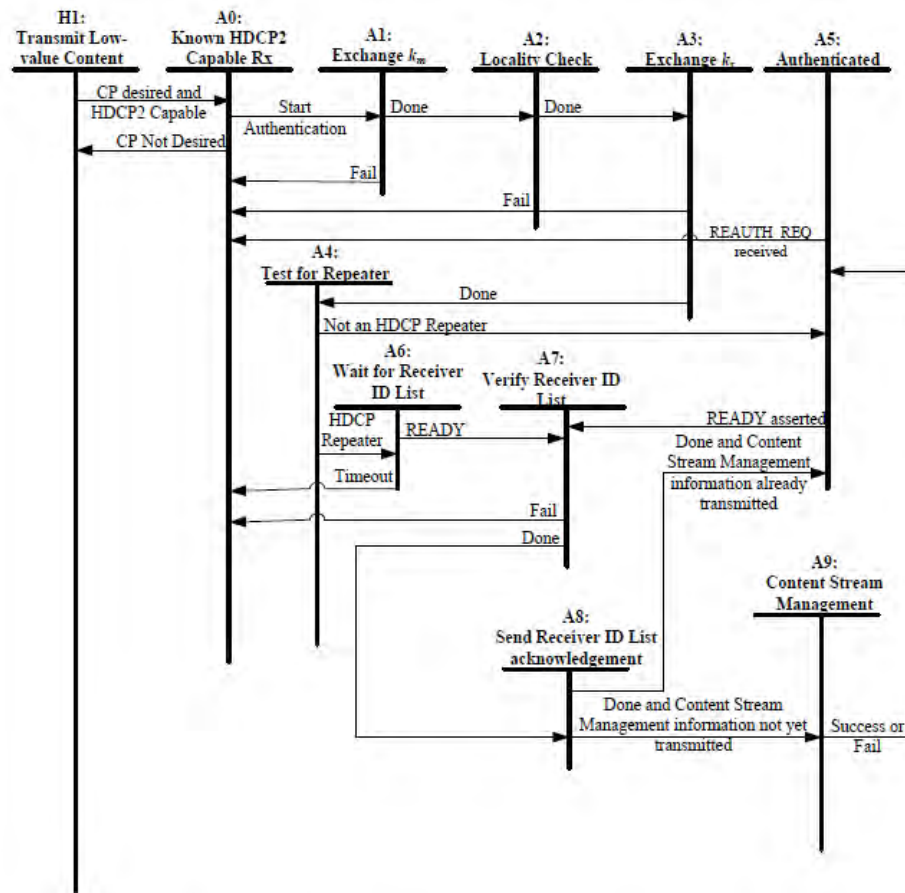 H1:
Transmit Low-
value Content
A0:
Known HDCP2
Capable Rx
A1:
Exchange km
A2:
Locality Check
A3:
Exchange kr
A5:
Authenticated
CP desired and
HDCP2 Capable
Start
Authentication
Done
Done
CP Not Desired
Fail
Fail
REAUTH_REQ
received
A4:
Test for Repeater
Done
Not an HDCP Repeater
A6:
Wait for Receiver
ID List
A7:
Verify Receiver ID
List
HDCP
Repeater
READY
READY asserted
Done and Content
Stream Management
information already
transmitted
Timeout
Fail
Done
A9:
Content Stream
Management
A8:
Send Receiver ID List
acknowledgement
Done and Content Stream
Management information not yet
transmitted
Success or
Fail